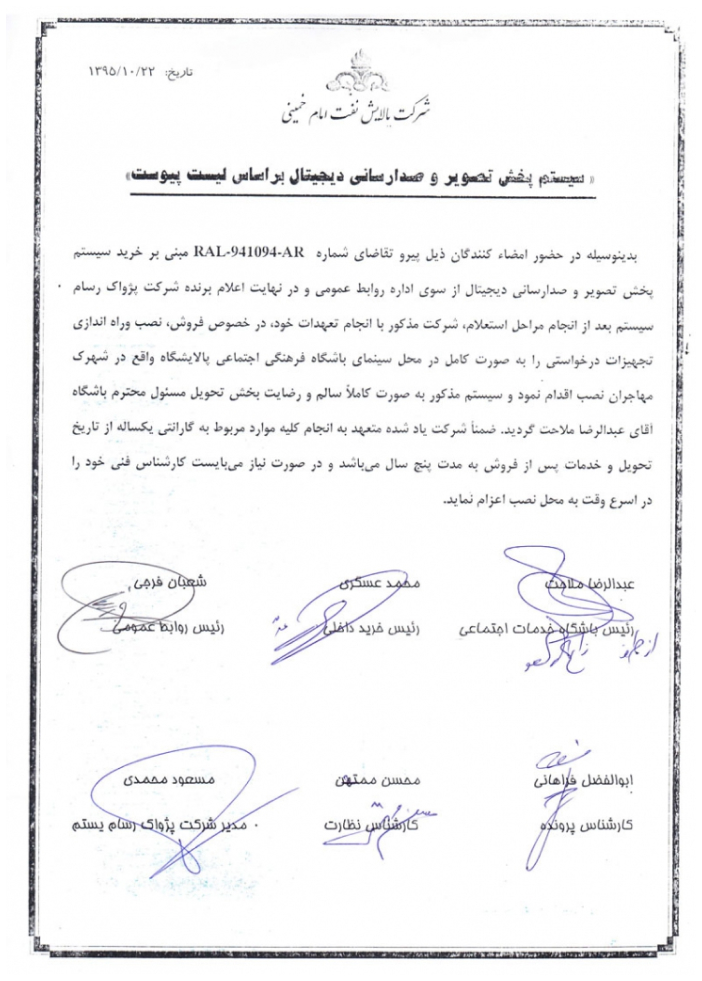 تاریخ: ۱۳۹۵/۱۰/۲۲
شرکت پالایش نفت امام خمینی
« سیستم پخش تصویر و صدارسانی دیجیتال براساس لیست پیوست»
بدینوسیله در حضور امضاء کنندگان ذیل پیرو تقاضای شماره RAL-941094-AR مبنی بر خرید سیستم
پخش تصویر و صدارسانی دیجیتال از سوی اداره روابط عمومی و در نهایت اعلام برنده شرکت پژواک رسام
سیستم بعد از انجام مراحل استعلام، شرکت مذکور با انجام تعهدات خود، در خصوص فروش، نصب وراه اندازی
تجهیزات درخواستی را به صورت کامل در محل سینمای باشگاه فرهنگی اجتماعی پالایشگاه واقع در شهرک
مهاجران نصب اقدام نمود و سیستم مذکور به صورت کاملاً سالم و رضایت بخش تحویل مسئول محترم باشگاه
آقای عبدالرضا ملاحت گردید. ضمناً شرکت یاد شده متعهد به انجام کلیه موارد مربوط به گارانتی یکساله از تاریخ
تحویل و خدمات پس از فروش به مدت پنج سال می‌باشد و در صورت نیاز می‌بایست کارشناس فنی خود را
در اسرع وقت به محل نصب اعزام نماید.
عبدالرضا ملاحت محمد عسکری شعبان فرجی
رئیس باشگاه خدمات اجتماعی رئیس خرید داخلی رئیس روابط عمومی
ابوالفضل فراهانی محسن ممتهن مسعود محمدی
کارشناس پرونده کارشناس نظارت مدیر شرکت پژواک رسام یستم